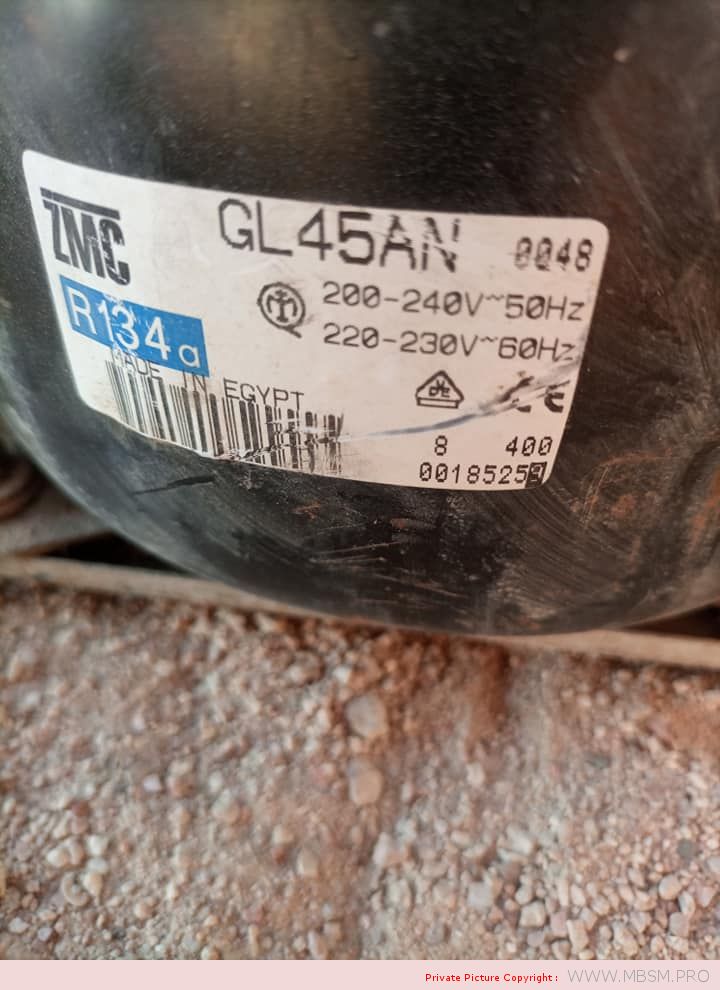 ZMC
GL45AN 0048
R134a
200-240V~50Hz
220-230V~60Hz
MADE IN EGYPT
CE
8 400
00185259
Private Picture Copyright : WWW.MBSM.PRO